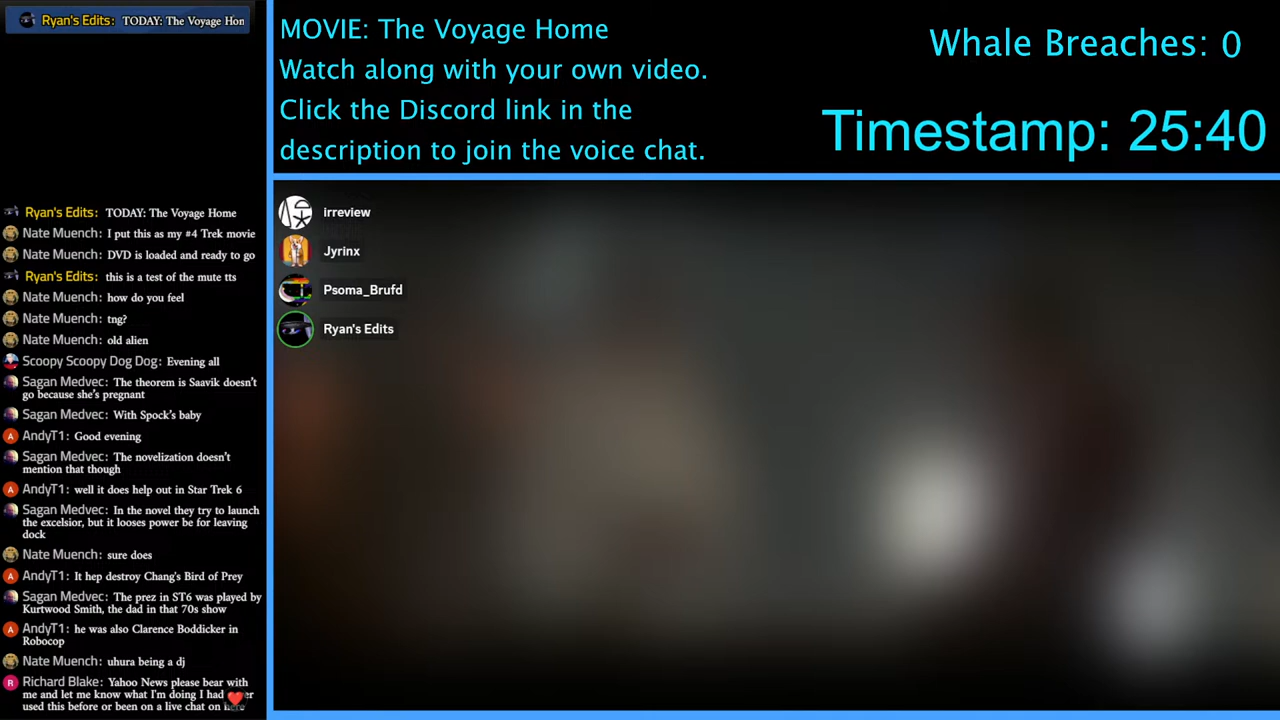 Ryan's Edits: TODAY: The Voyage Hon
MOVIE: The Voyage Home
Watch along with your own video.
Click the Discord link in the
description to join the voice chat.
Whale Breaches: 0
Timestamp: 25:40
irreview
Jyrinx
Psoma_Brufd
Ryan's Edits
Ryan's Edits: TODAY: The Voyage Home
Nate Muench: I put this as my #4 Trek movie
Nate Muench: DVD is loaded and ready to go
Ryan's Edits: this is a test of the mute tts
Nate Muench: how do you feel
Nate Muench: tng?
Nate Muench: old alien
Scoopy Scoopy Dog Dog: Evening all
Sagan Medvec: The theorem is Saavik doesn't
go because she's pregnant
Sagan Medvec: With Spock's baby
A AndyT1: Good evening
Sagan Medvec: The novelization doesn't
mention that though
A AndyT1: well it does help out in Star Trek 6
Sagan Medvec: In the novel they try to launch
the excelsior, but it looses power be for leaving
dock
Nate Muench: sure does
A AndyT1: It hep destroy Chang's Bird of Prey
Sagan Medvec: The prez in ST6 was played by
Kurtwood Smith, the dad in that 70s show
A AndyT1: he was also Clarence Boddicker in
Robocop
Nate Muench: uhura being a dj
R Richard Blake: Yahoo News please bear with
me and let me know what I'm doing I had
used this before or been on a live chat on here